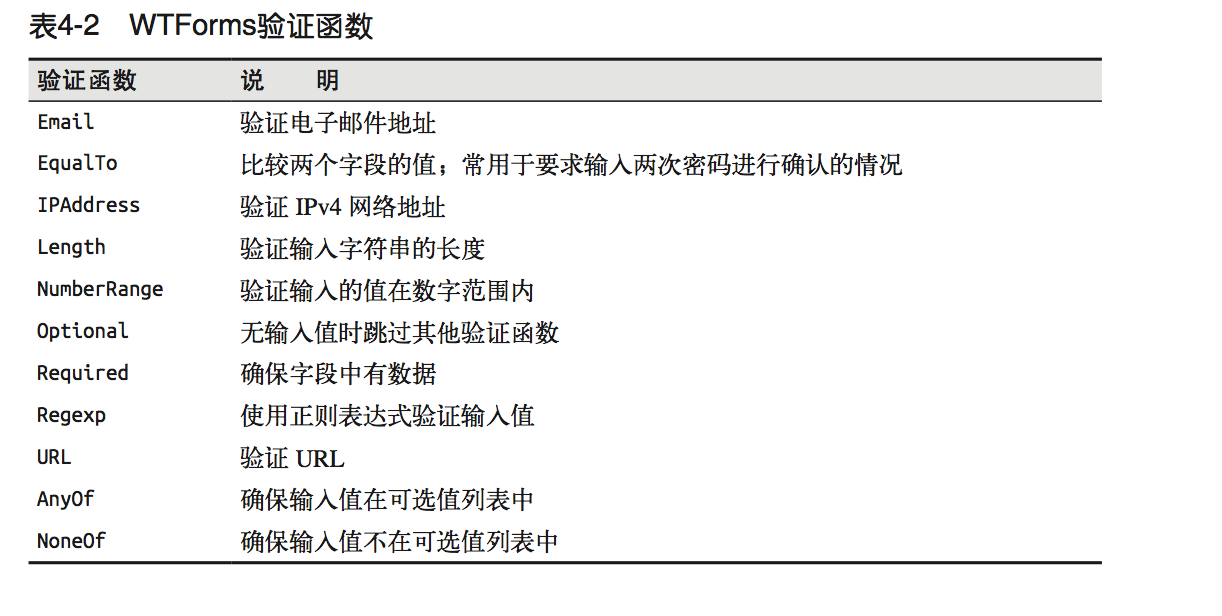 表4-2 WTForms验证函数
验证函数 说 明
Email 验证电子邮件地址
EqualTo 比较两个字段的值；常用于要求输入两次密码进行确认的情况
IPAddress 验证 IPv4 网络地址
Length 验证输入字符串的长度
NumberRange 验证输入的值在数字范围内
Optional 无输入值时跳过其他验证函数
Required 确保字段中有数据
Regexp 使用正则表达式验证输入值
URL 验证 URL
AnyOf 确保输入值在可选值列表中
NoneOf 确保输入值不在可选值列表中